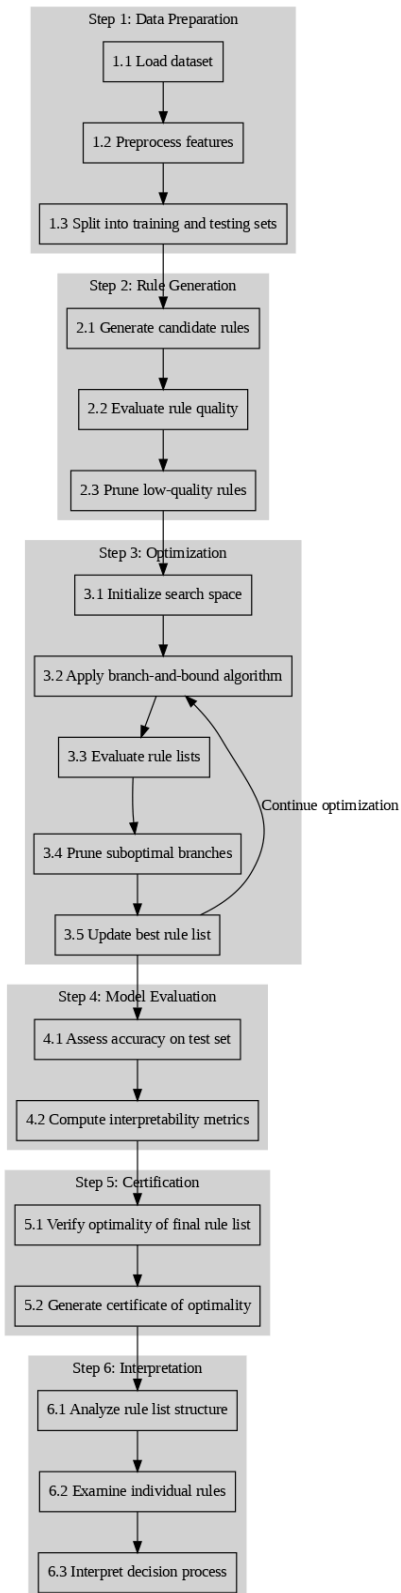 Step 1: Data Preparation
1.1 Load dataset
1.2 Preprocess features
1.3 Split into training and testing sets
Step 2: Rule Generation
2.1 Generate candidate rules
2.2 Evaluate rule quality
2.3 Prune low-quality rules
Step 3: Optimization
3.1 Initialize search space
3.2 Apply branch-and-bound algorithm
3.3 Evaluate rule lists
Continue optimization
3.4 Prune suboptimal branches
3.5 Update best rule list
Step 4: Model Evaluation
4.1 Assess accuracy on test set
4.2 Compute interpretability metrics
Step 5: Certification
5.1 Verify optimality of final rule list
5.2 Generate certificate of optimality
Step 6: Interpretation
6.1 Analyze rule list structure
6.2 Examine individual rules
6.3 Interpret decision process